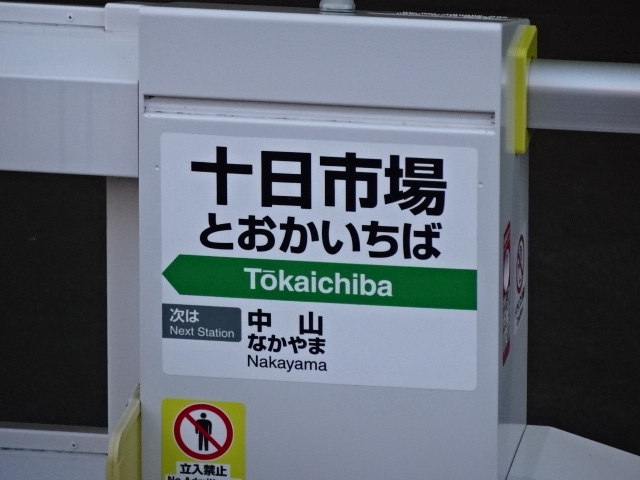 十日市場
とおかいちば
Tōkaichiba
次は
Next Station
中 山
なかやま
Nakayama
立入禁止